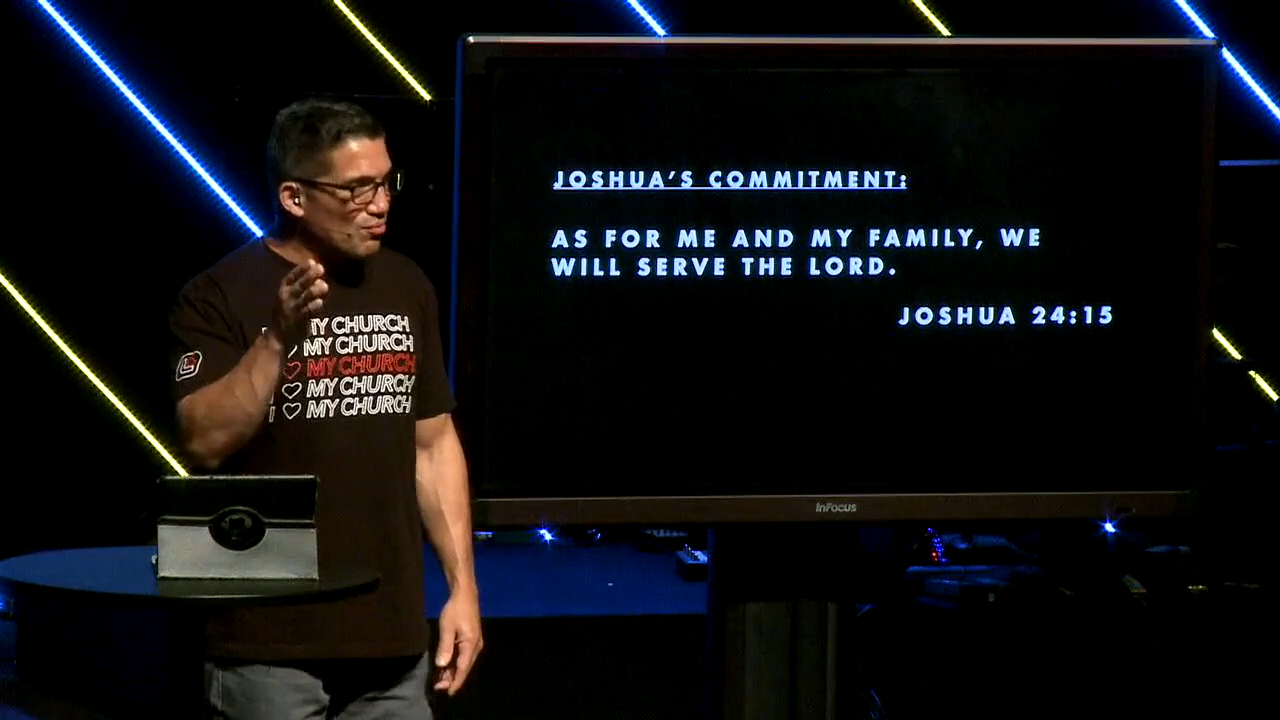 JOSHUA'S COMMITMENT:
AS FOR ME AND MY FAMILY, WE
WILL SERVE THE LORD.
JOSHUA 24:15
MY CHURCH
MY CHURCH
MY CHURCH
MY CHURCH
I ♡ MY CHURCH
InFocus